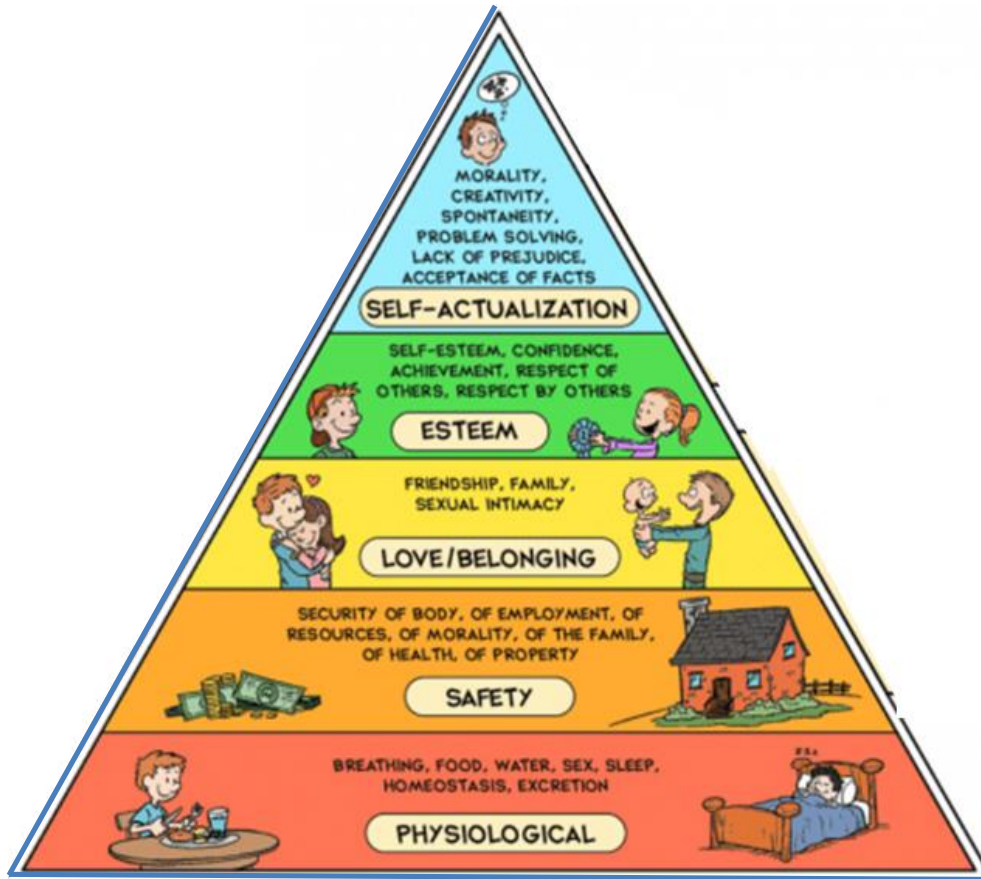 MORALITY,
CREATIVITY,
SPONTANEITY,
PROBLEM SOLVING,
LACK OF PREJUDICE,
ACCEPTANCE OF FACTS
SELF-ACTUALIZATION
SELF-ESTEEM, CONFIDENCE,
ACHIEVEMENT, RESPECT OF
OTHERS, RESPECT BY OTHERS
ESTEEM
FRIENDSHIP, FAMILY,
SEXUAL INTIMACY
LOVE/BELONGING
SECURITY OF BODY, OF EMPLOYMENT, OF
RESOURCES, OF MORALITY, OF THE FAMILY,
OF HEALTH, OF PROPERTY
SAFETY
BREATHING, FOOD, WATER, SEX, SLEEP,
HOMEOSTASIS, EXCRETION
PHYSIOLOGICAL